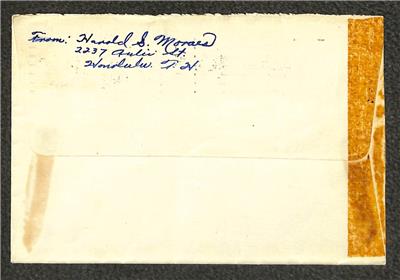 From: Harold S. Moraes
2237 Aulii St.
Honolulu. T. H.